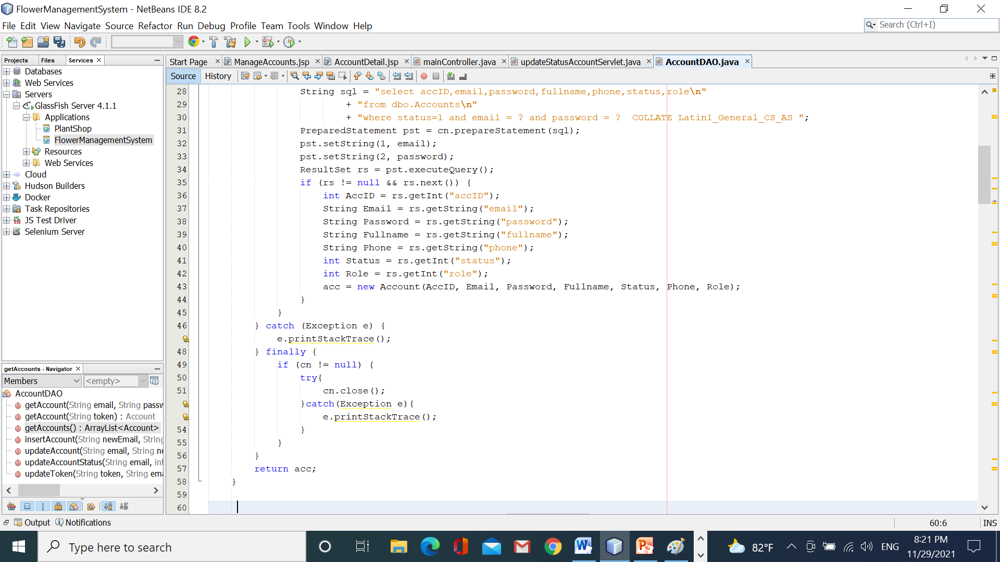 FlowerManagementSystem - NetBeans IDE 8.2
File Edit View Navigate Source Refactor Run Debug Profile Team Tools Window Help
Search (Ctrl+I)
Projects Files Services
Databases
Web Services
Servers
GlassFish Server 4.1.1
Applications
PlantShop
FlowerManagementSystem
Resources
Web Services
Cloud
Hudson Builders
Docker
Task Repositories
JS Test Driver
Selenium Server
getAccounts - Navigator
Members <empty>
AccountDAO
getAccount(String email, String passw
getAccount(String token) : Account
getAccounts() : ArrayList<Account>
insertAccount(String newEmail, String
updateAccount(String email, String ne
updateAccountStatus(String email, int
updateToken(String token, String ema
Start Page ManageAccounts.jsp AccountDetail.jsp mainController.java updateStatusAccountServlet.java AccountDAO.java
Source History
28 String sql = "select accID,email,password,fullname,phone,status,role\n"
29 + "from dbo.Accounts\n"
30 + "where status=1 and email = ? and password = ?  COLLATE Latin1_General_CS_AS ";
31 PreparedStatement pst = cn.prepareStatement(sql);
32 pst.setString(1, email);
33 pst.setString(2, password);
34 ResultSet rs = pst.executeQuery();
35 if (rs != null && rs.next()) {
36 int AccID = rs.getInt("accID");
37 String Email = rs.getString("email");
38 String Password = rs.getString("password");
39 String Fullname = rs.getString("fullname");
40 String Phone = rs.getString("phone");
41 int Status = rs.getInt("status");
42 int Role = rs.getInt("role");
43 acc = new Account(AccID, Email, Password, Fullname, Status, Phone, Role);
44 }
45 }
46 } catch (Exception e) {
e.printStackTrace();
48 } finally {
49 if (cn != null) {
50 try{
51 cn.close();
}catch(Exception e){
e.printStackTrace();
54 }
55 }
56 }
57 return acc;
58 }
59
60
Output Notifications
60:6 INS
Type here to search
82°F ENG
8:21 PM
11/29/2021